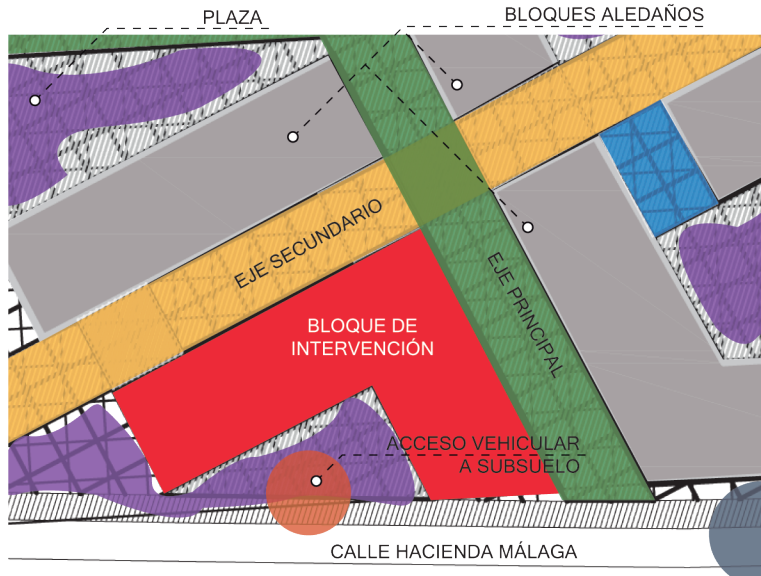 PLAZA
BLOQUES ALEDAÑOS
EJE SECUNDARIO
EJE PRINCIPAL
BLOQUE DE
INTERVENCIÓN
ACCESO VEHICULAR
A SUBSUELO
CALLE HACIENDA MÁLAGA